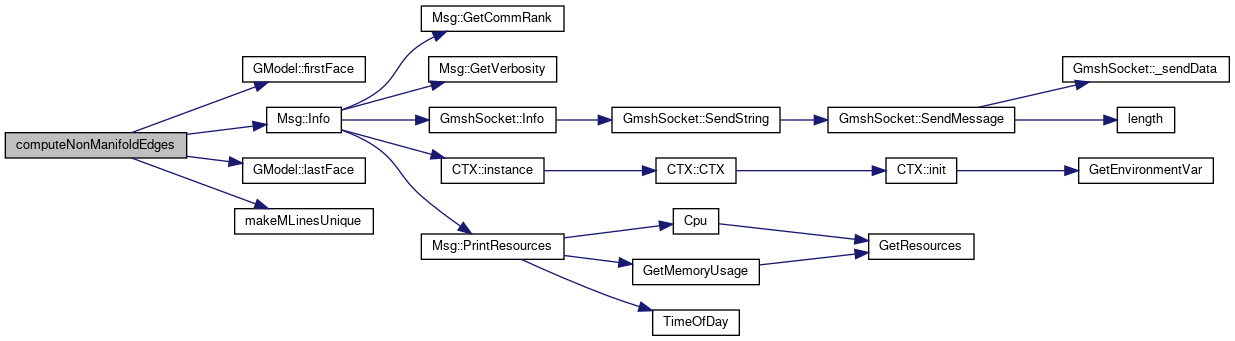 computeNonManifoldEdges
GModel::firstFace
Msg::Info
GModel::lastFace
makeMLinesUnique
Msg::GetCommRank
Msg::GetVerbosity
GmshSocket::Info
CTX::instance
Msg::PrintResources
GmshSocket::SendString
CTX::CTX
Cpu
GetMemoryUsage
TimeOfDay
GmshSocket::SendMessage
CTX::init
GetResources
GmshSocket::_sendData
length
GetEnvironmentVar